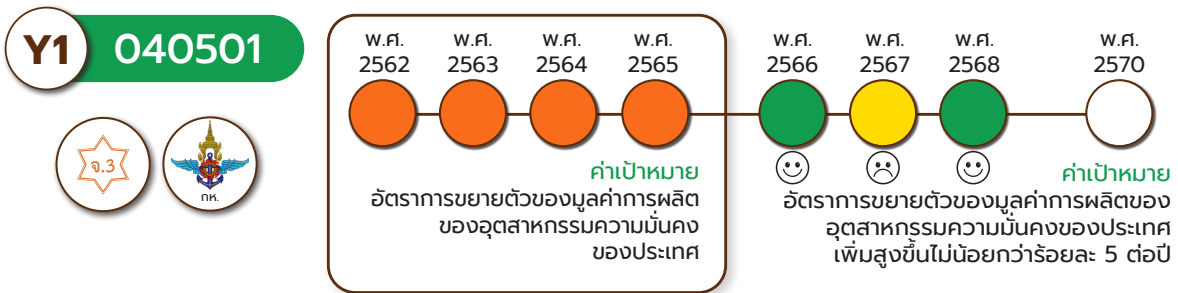 Y1 040501
พ.ศ. 2562
พ.ศ. 2563
พ.ศ. 2564
พ.ศ. 2565
พ.ศ. 2566
พ.ศ. 2567
พ.ศ. 2568
พ.ศ. 2570
จ.3
กห.
ค่าเป้าหมาย
อัตราการขยายตัวของมูลค่าการผลิต
ของอุตสาหกรรมความมั่นคง
ของประเทศ
ค่าเป้าหมาย
อัตราการขยายตัวของมูลค่าการผลิตของ
อุตสาหกรรมความมั่นคงของประเทศ
เพิ่มสูงขึ้นไม่น้อยกว่าร้อยละ 5 ต่อปี